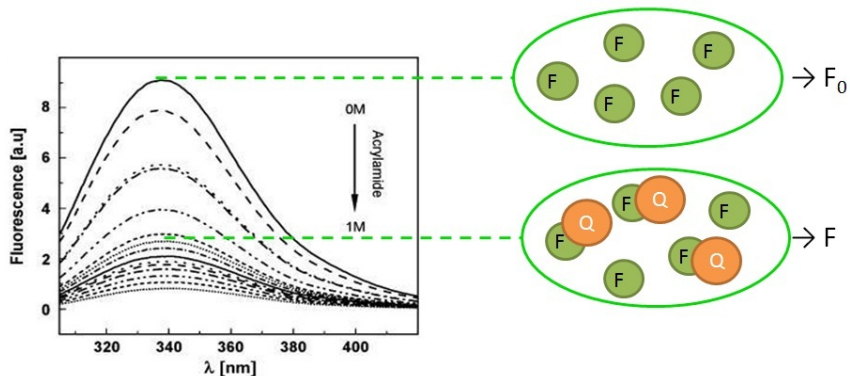 Fluorescence [a.u]
8
6
4
2
0
320 340 360 380 400
λ [nm]
0M
Acrylamide
1M
F
F
F
F
F
→ F₀
F
Q
F
Q
F
F
Q
F
→ F